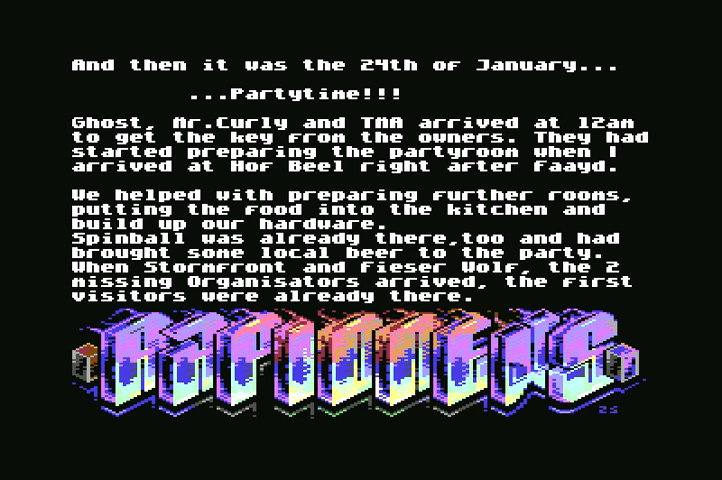 And then it was the 24th of January...
...Partytime!!!
Ghost, Mr.Curly and TMA arrived at 12am
to get the key from the owners. They had
started preparing the partyroom when I
arrived at Hof Beel right after Faayd.
We helped with preparing further rooms,
putting the food into the kitchen and
build up our hardware.
Spinball was already there,too and had
brought some local beer to the party.
When Stormfront and Fieser Wolf, the 2
missing Organisators arrived, the first
visitors were already there.